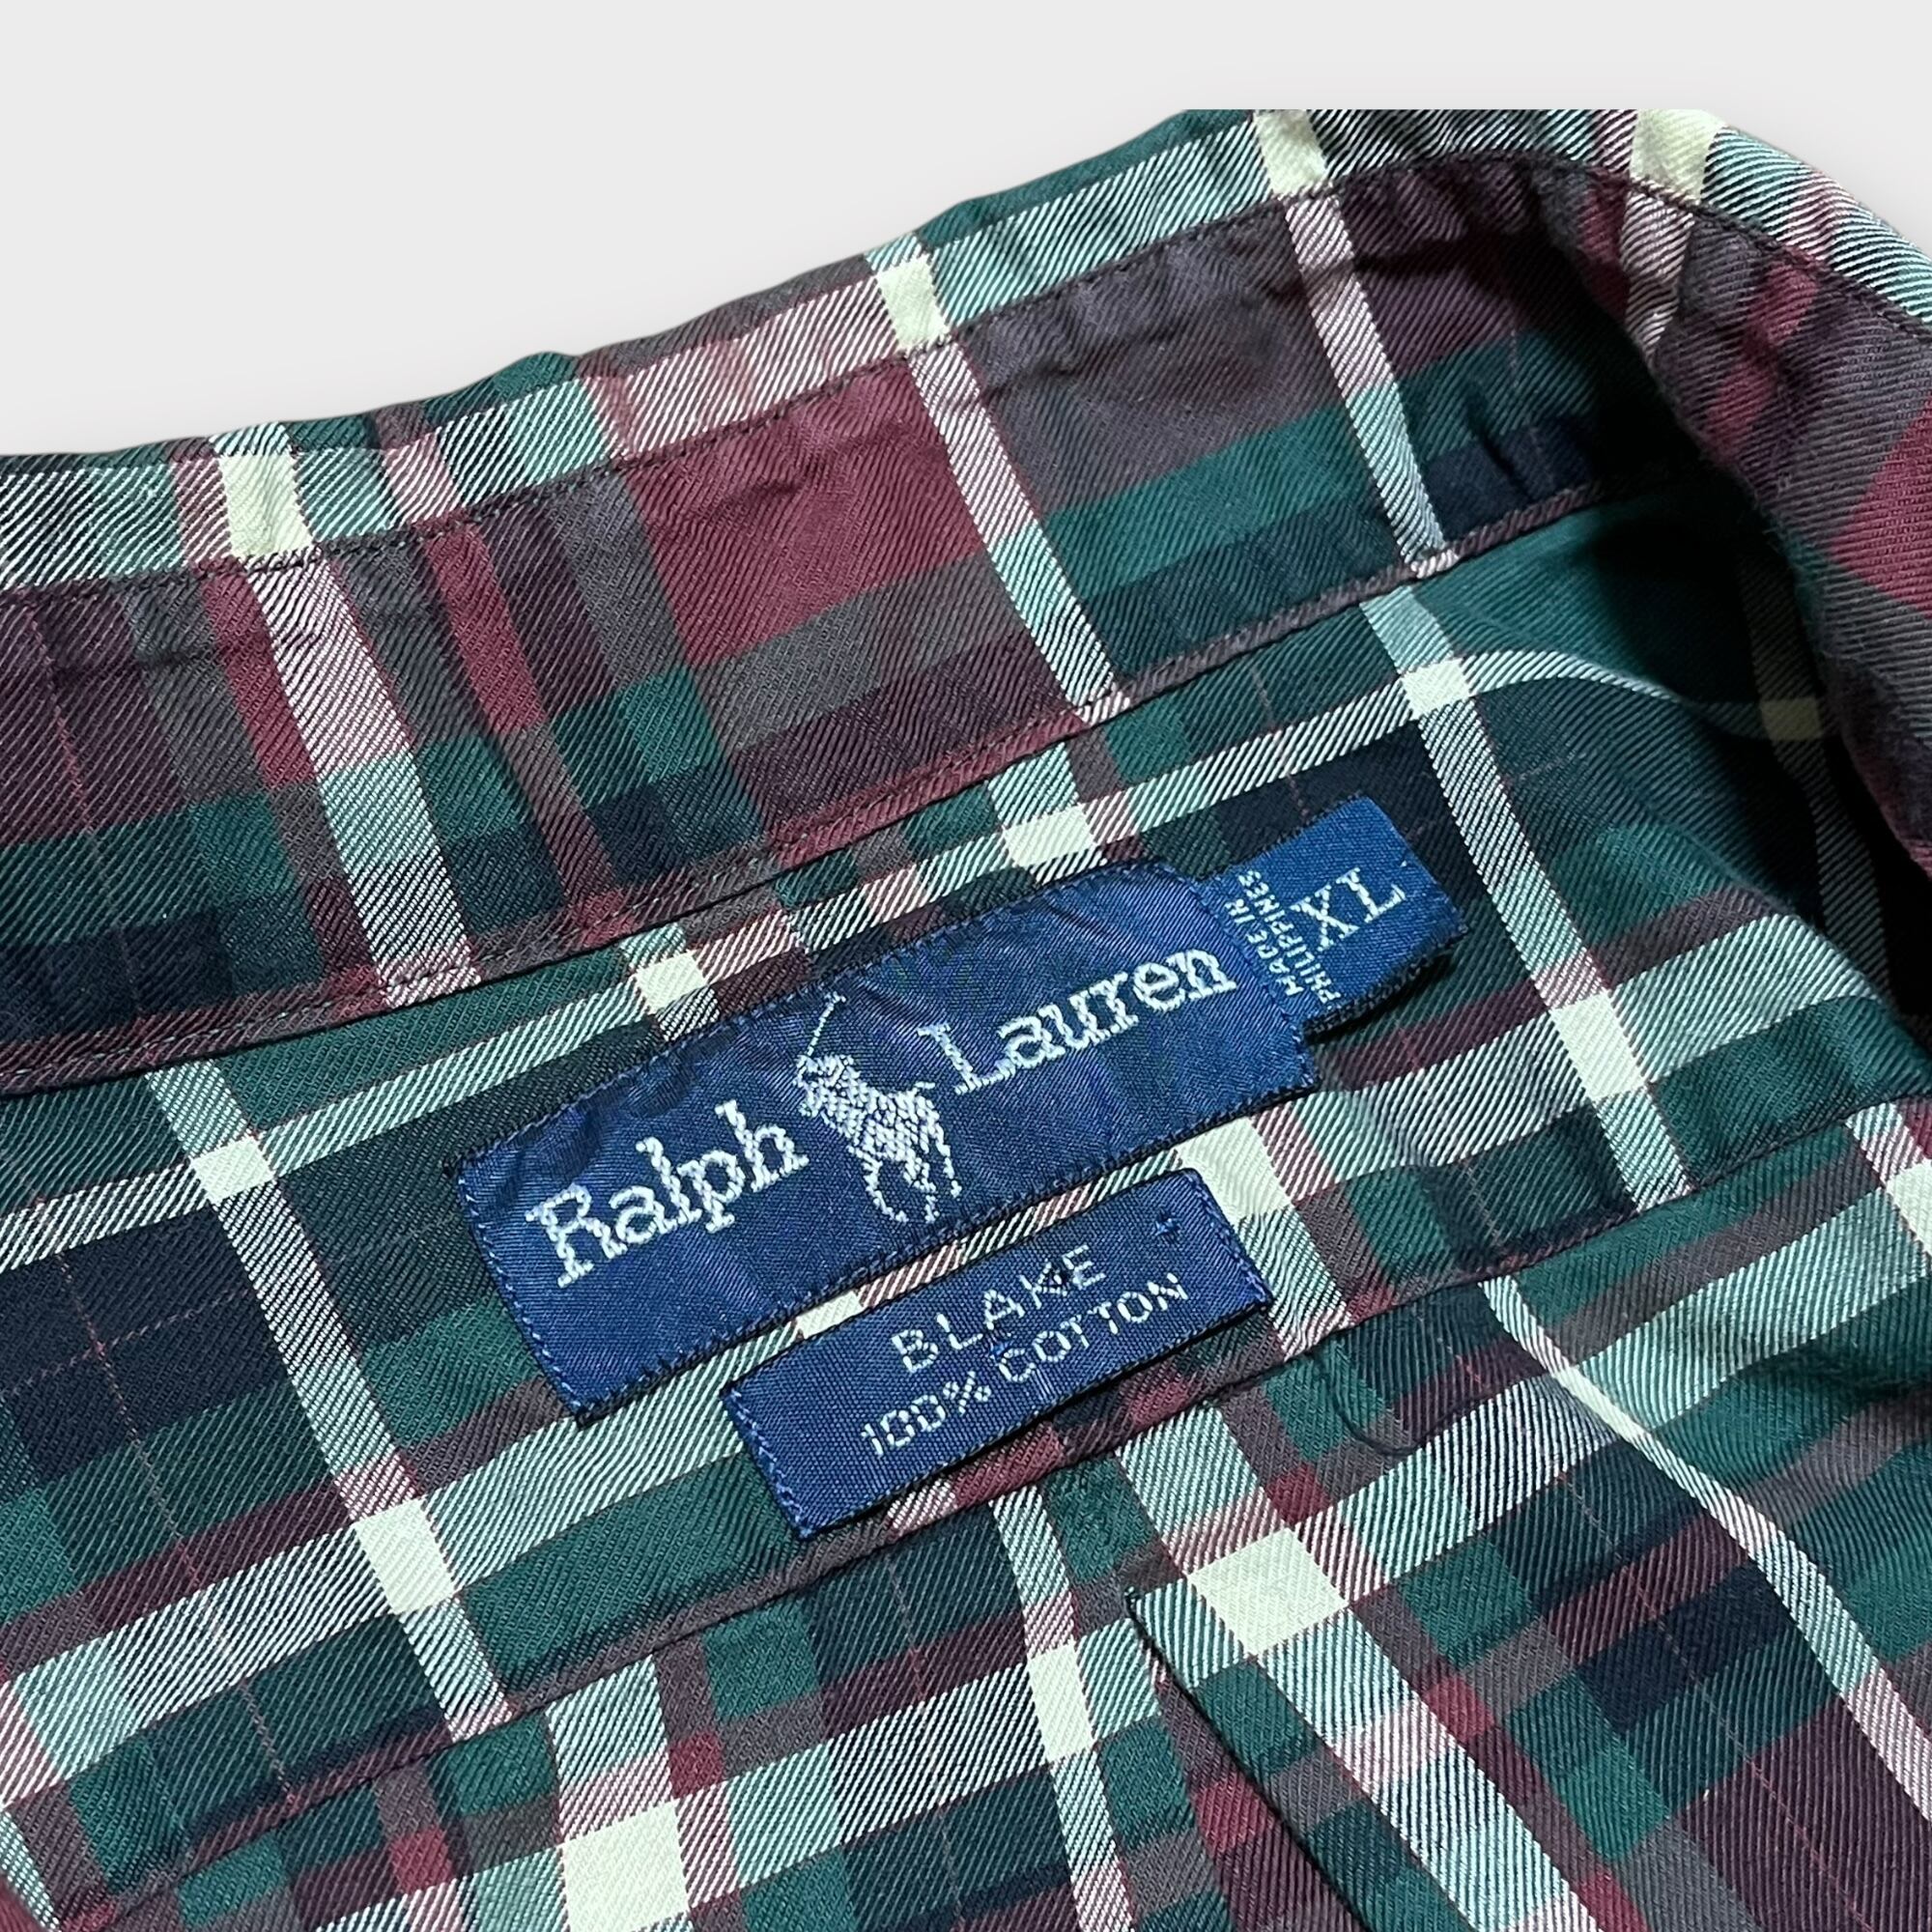 Ralph Lauren
MADE IN
PHILIPPINES
XL
BLAKE
100% COTTON